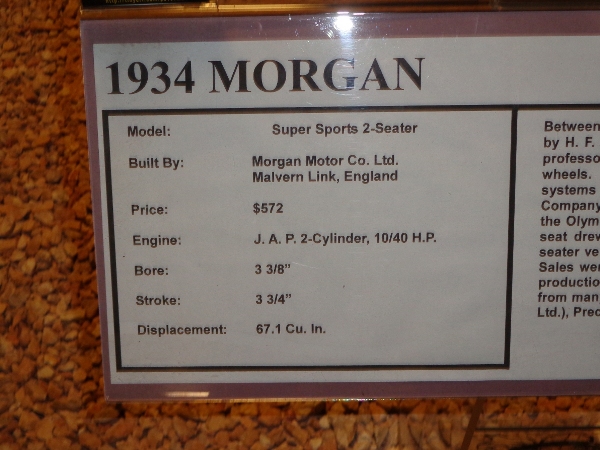 1934 MORGAN
Model: Super Sports 2-Seater
Built By: Morgan Motor Co. Ltd.
Malvern Link, England
Price: $572
Engine: J. A. P. 2-Cylinder, 10/40 H.P.
Bore: 3 3/8"
Stroke: 3 3/4"
Displacement: 67.1 Cu. In.
Between
by H. F.
professo
wheels.
systems
Company
the Olym
seat drew
seater ve
Sales wer
productio
from man
Ltd.), Prec